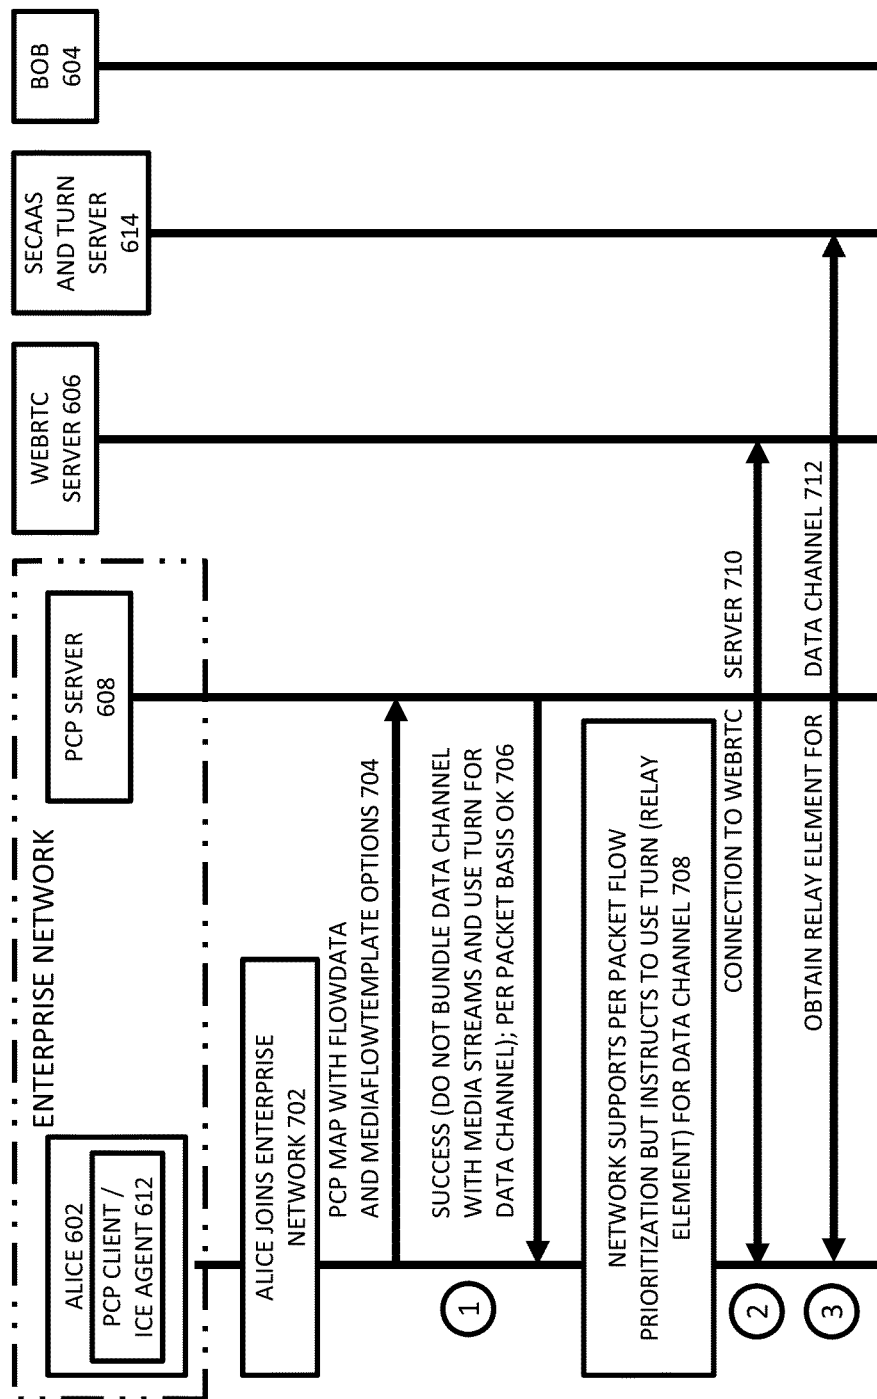 ENTERPRISE NETWORK
ALICE 602
PCP CLIENT /
ICE AGENT 612
PCP SERVER
608
WEBRTC
SERVER 606
SECAAS
AND TURN
SERVER
614
BOB
604
ALICE JOINS ENTERPRISE
NETWORK 702
PCP MAP WITH FLOWDATA
AND MEDIAFLOWTEMPLATE OPTIONS 704
1
SUCCESS (DO NOT BUNDLE DATA CHANNEL
WITH MEDIA STREAMS AND USE TURN FOR
DATA CHANNEL); PER PACKET BASIS OK 706
NETWORK SUPPORTS PER PACKET FLOW
PRIORITIZATION BUT INSTRUCTS TO USE TURN (RELAY
ELEMENT) FOR DATA CHANNEL 708
2
CONNECTION TO WEBRTC SERVER 710
3
OBTAIN RELAY ELEMENT FOR DATA CHANNEL 712